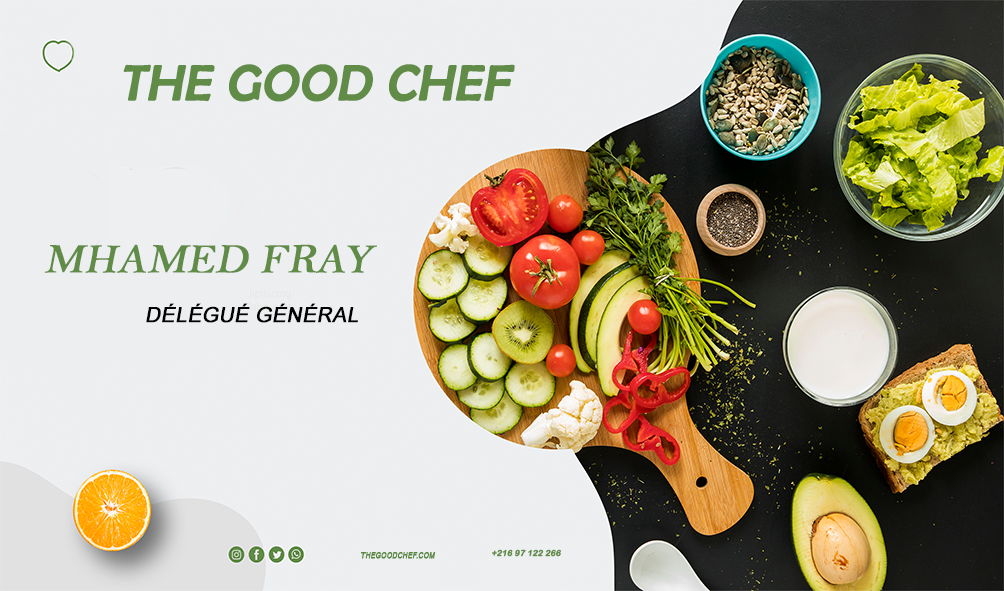 THE GOOD CHEF
MHAMED FRAY
DÉLÉGUÉ GÉNÉRAL
THEGOODCHEF.COM
+216 97 122 266